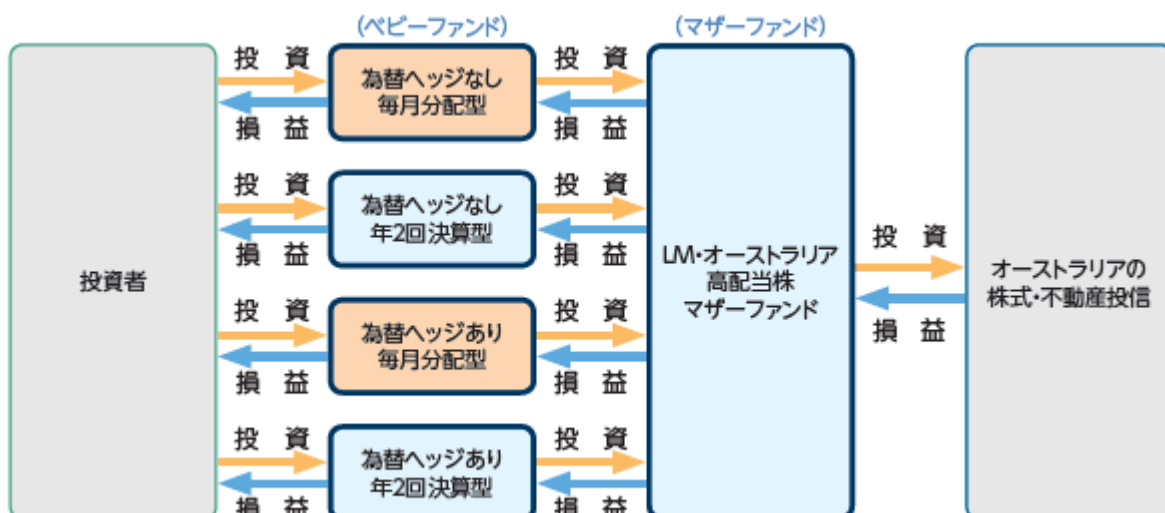 (ベビーファンド)
(マザーファンド)
投資
為替ヘッジなし
毎月分配型
投資
損益
損益
投資
為替ヘッジなし
年2回決算型
投資
損益
損益
投資者
LM・オーストラリア
高配当株
マザーファンド
投資
損益
オーストラリアの
株式・不動産投信
投資
為替ヘッジあり
毎月分配型
投資
損益
損益
投資
為替ヘッジあり
年2回決算型
投資
損益
損益